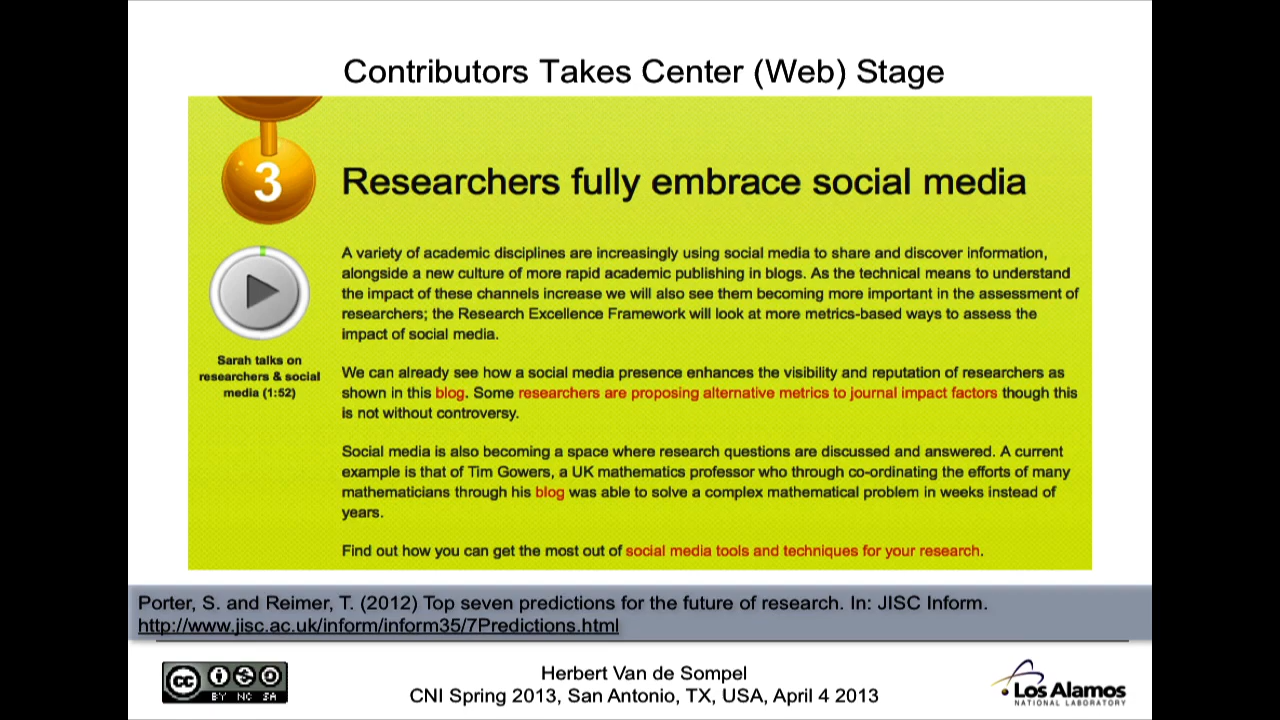 Contributors Takes Center (Web) Stage
3
Researchers fully embrace social media
A variety of academic disciplines are increasingly using social media to share and discover information,
alongside a new culture of more rapid academic publishing in blogs. As the technical means to understand
the impact of these channels increase we will also see them becoming more important in the assessment of
researchers; the Research Excellence Framework will look at more metrics-based ways to assess the
impact of social media.
Sarah talks on
researchers & social
media (1:52)
We can already see how a social media presence enhances the visibility and reputation of researchers as
shown in this blog. Some researchers are proposing alternative metrics to journal impact factors though this
is not without controversy.
Social media is also becoming a space where research questions are discussed and answered. A current
example is that of Tim Gowers, a UK mathematics professor who through co-ordinating the efforts of many
mathematicians through his blog was able to solve a complex mathematical problem in weeks instead of
years.
Find out how you can get the most out of social media tools and techniques for your research.
Porter, S. and Reimer, T. (2012) Top seven predictions for the future of research. In: JISC Inform.
http://www.jisc.ac.uk/inform/inform35/7Predictions.html
cc
BY NC SA
Herbert Van de Sompel
CNI Spring 2013, San Antonio, TX, USA, April 4 2013
Los Alamos
NATIONAL LABORATORY